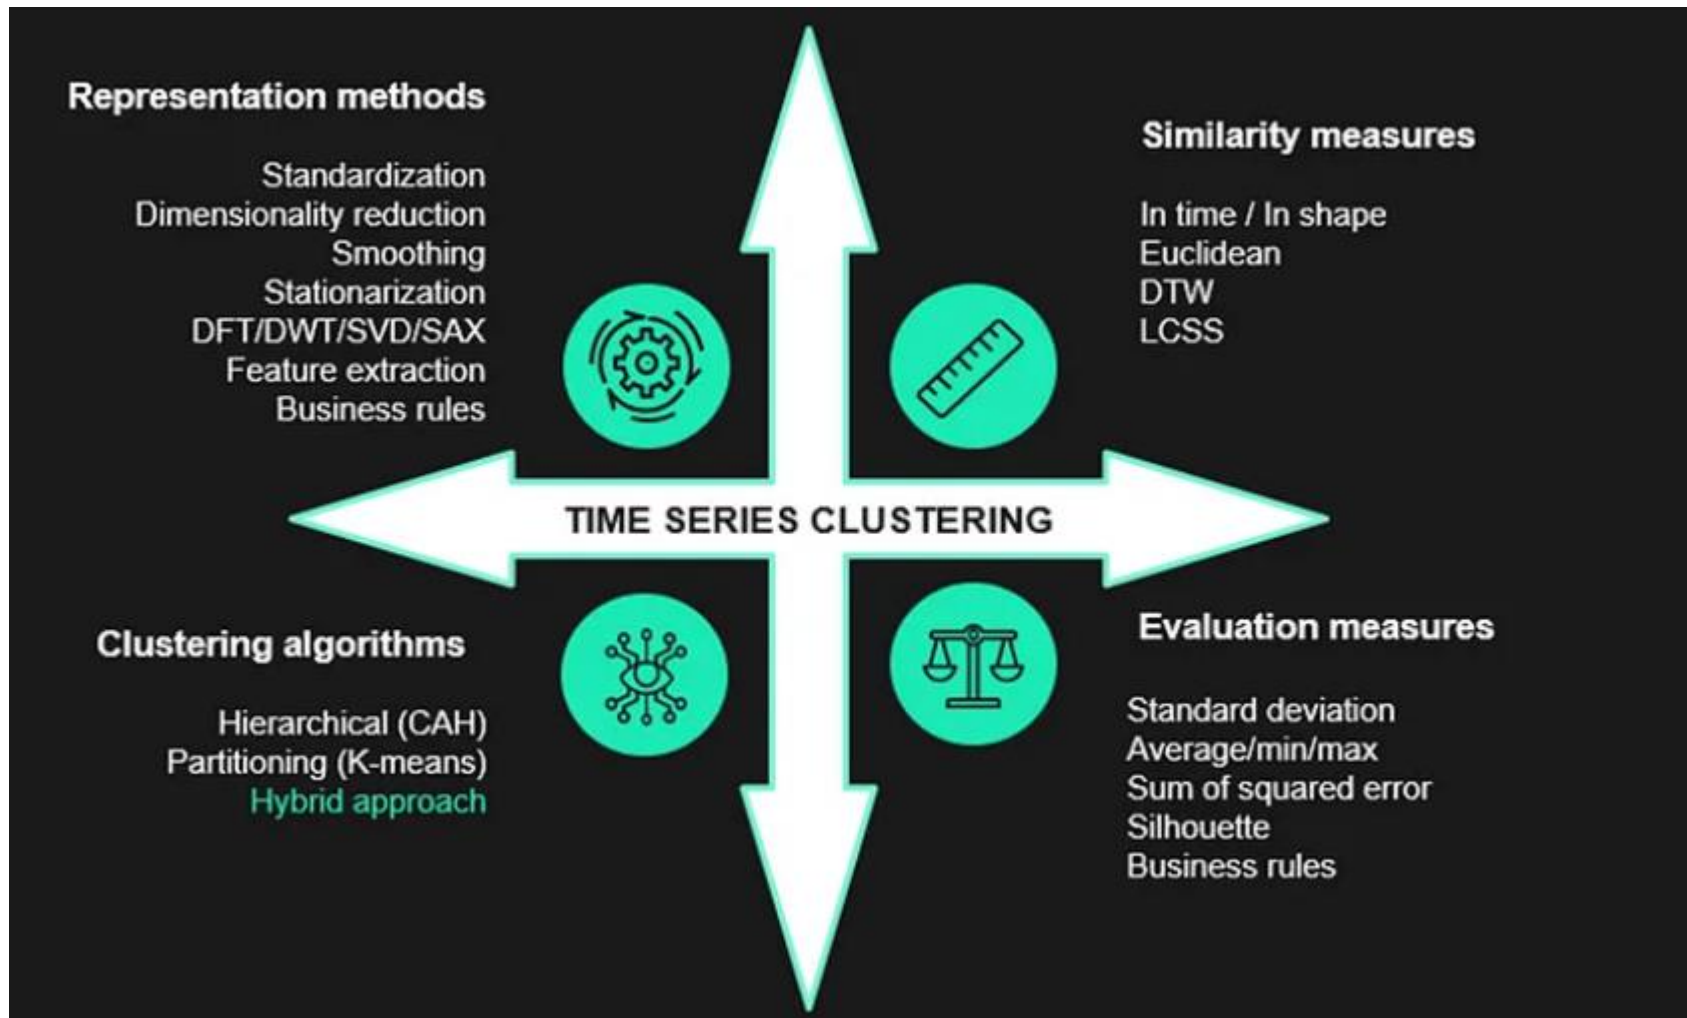 Representation methods
Standardization
Dimensionality reduction
Smoothing
Stationarization
DFT/DWT/SVD/SAX
Feature extraction
Business rules
Similarity measures
In time / In shape
Euclidean
DTW
LCSS
TIME SERIES CLUSTERING
Clustering algorithms
Hierarchical (CAH)
Partitioning (K-means)
Hybrid approach
Evaluation measures
Standard deviation
Average/min/max
Sum of squared error
Silhouette
Business rules